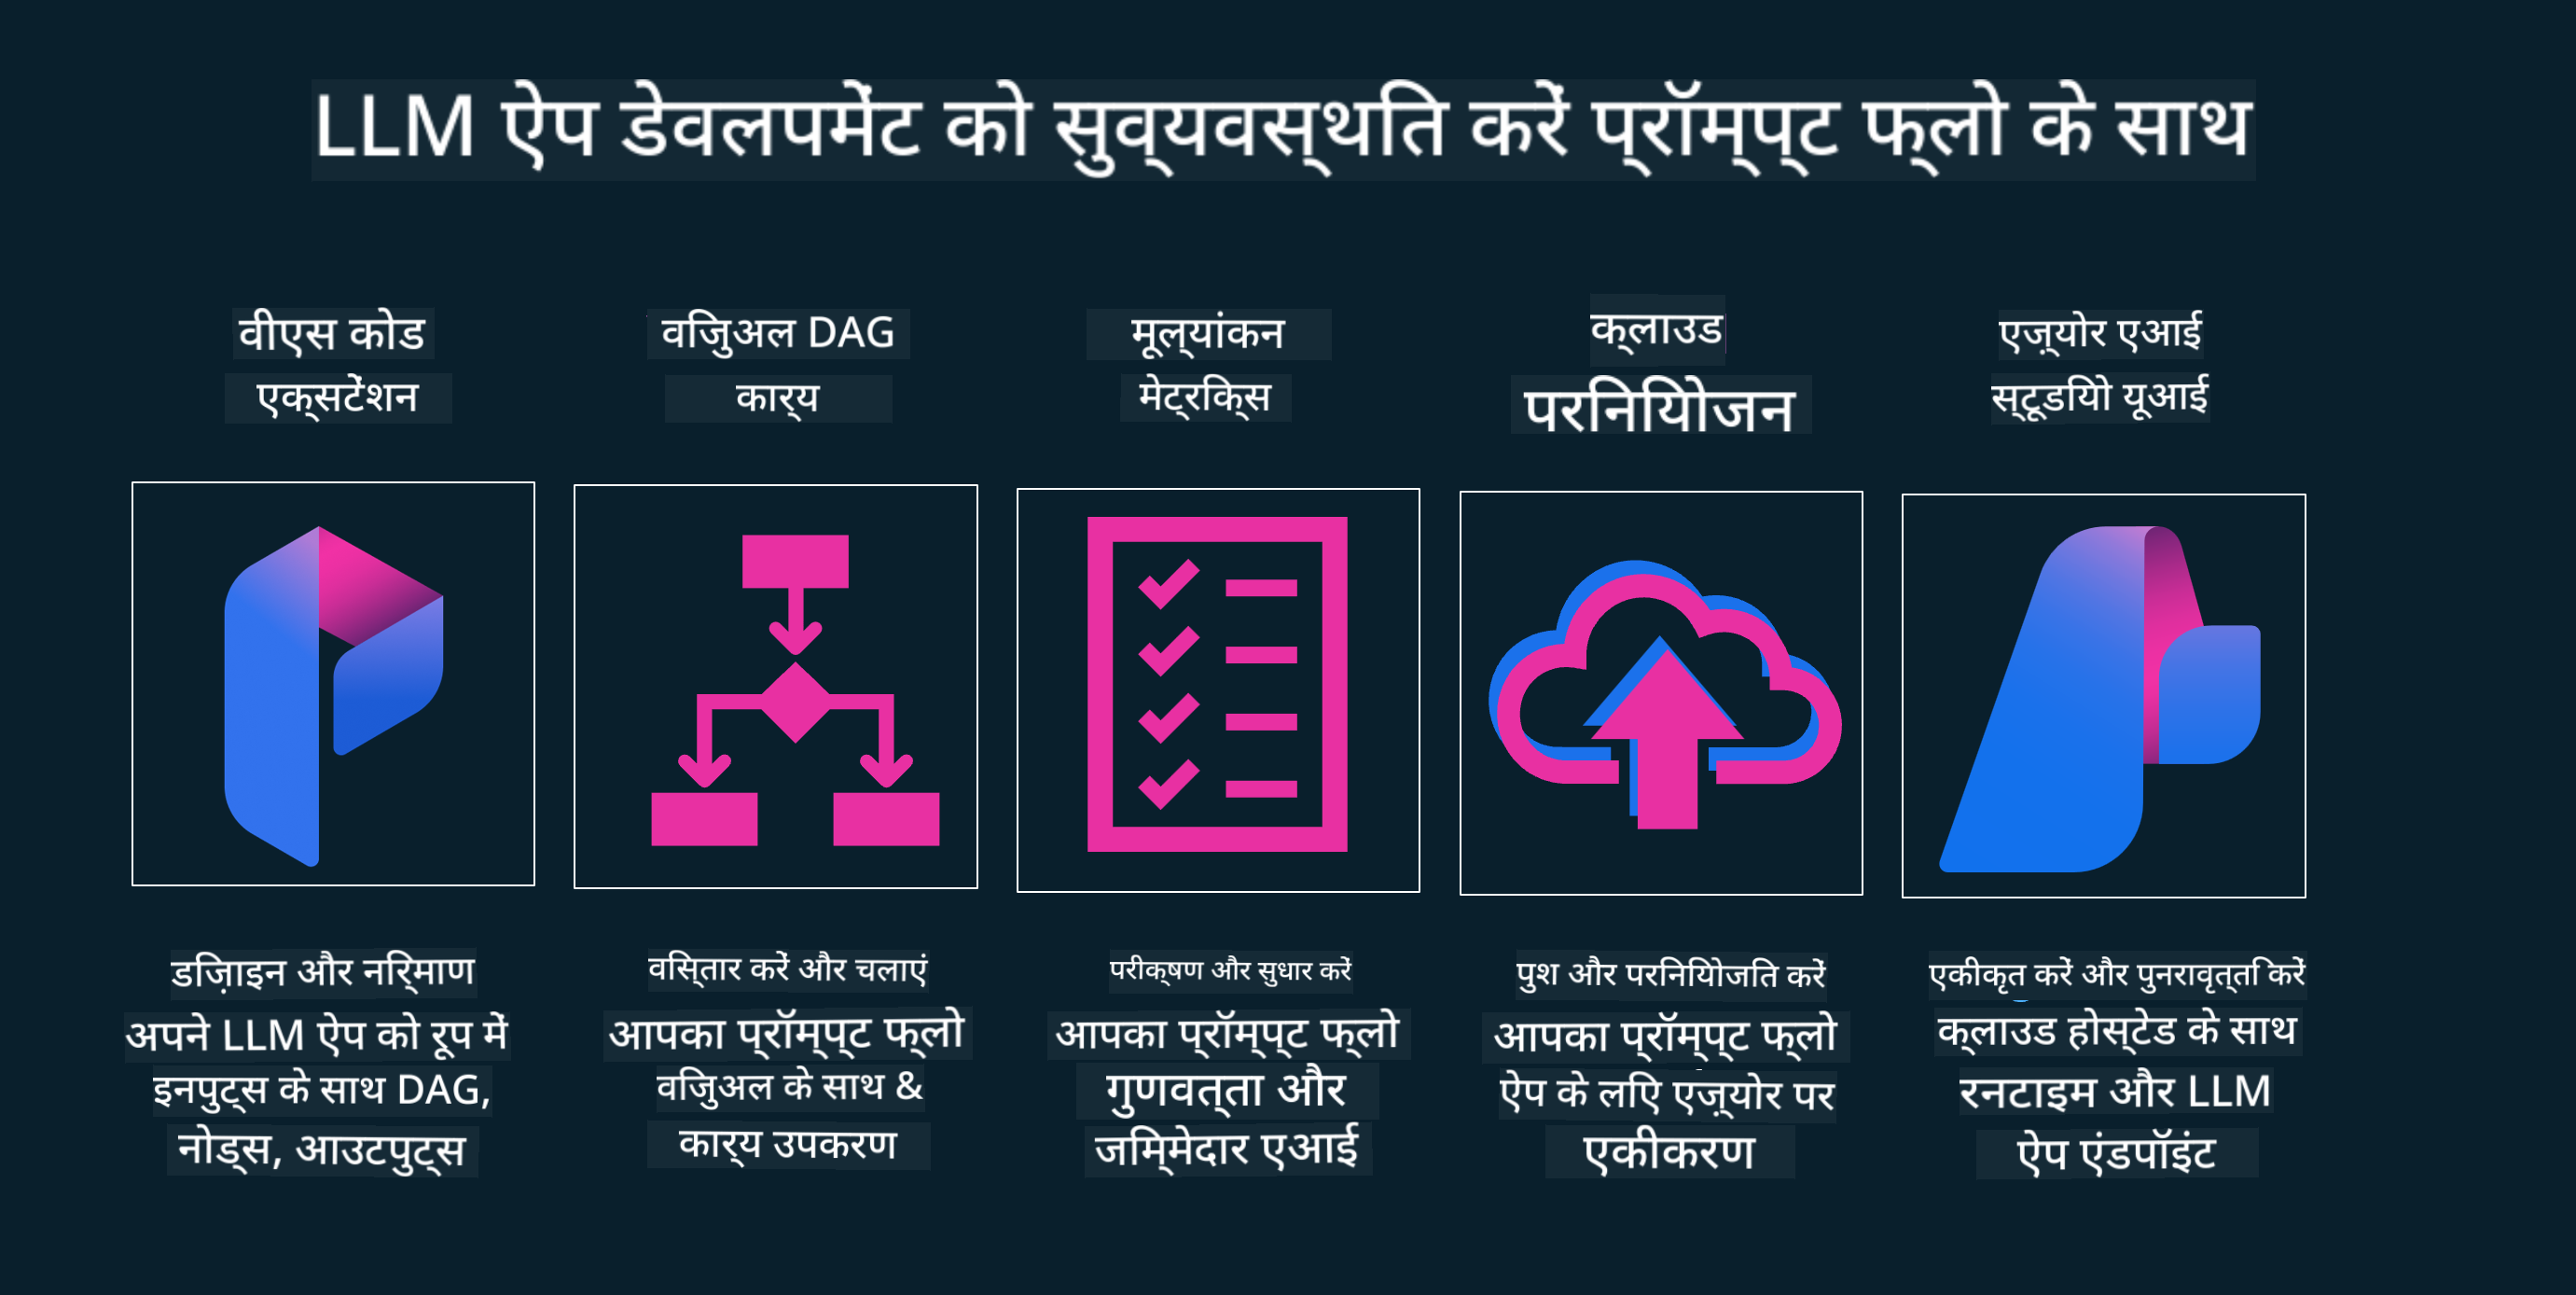 LLM ऐप डेवलपमेंट को सुव्यवस्थित करें प्रॉम्प्ट फ्लो के साथ
वीएस कोड
एक्सटेंशन
विज़ुअल DAG
कार्य
मूल्यांकन
मेट्रिक्स
क्लाउड
परिनियोजन
एज़्योर एआई
स्टूडियो यूआई
डिज़ाइन और निर्माण
अपने LLM ऐप को रूप में
इनपुट्स के साथ DAG,
नोड्स, आउटपुट्स
विस्तार करें और चलाएं
आपका प्रॉम्प्ट फ्लो
विज़ुअल के साथ &
कार्य उपकरण
परीक्षण और सुधार करें
आपका प्रॉम्प्ट फ्लो
गुणवत्ता और
जिम्मेदार एआई
पुश और परिनियोजित करें
आपका प्रॉम्प्ट फ्लो
ऐप के लिए एज़्योर पर
एकीकरण
एकीकृत करें और पुनरावृत्ति करें
क्लाउड होस्टेड के साथ
रनटाइम और LLM
ऐप एंडपॉइंट